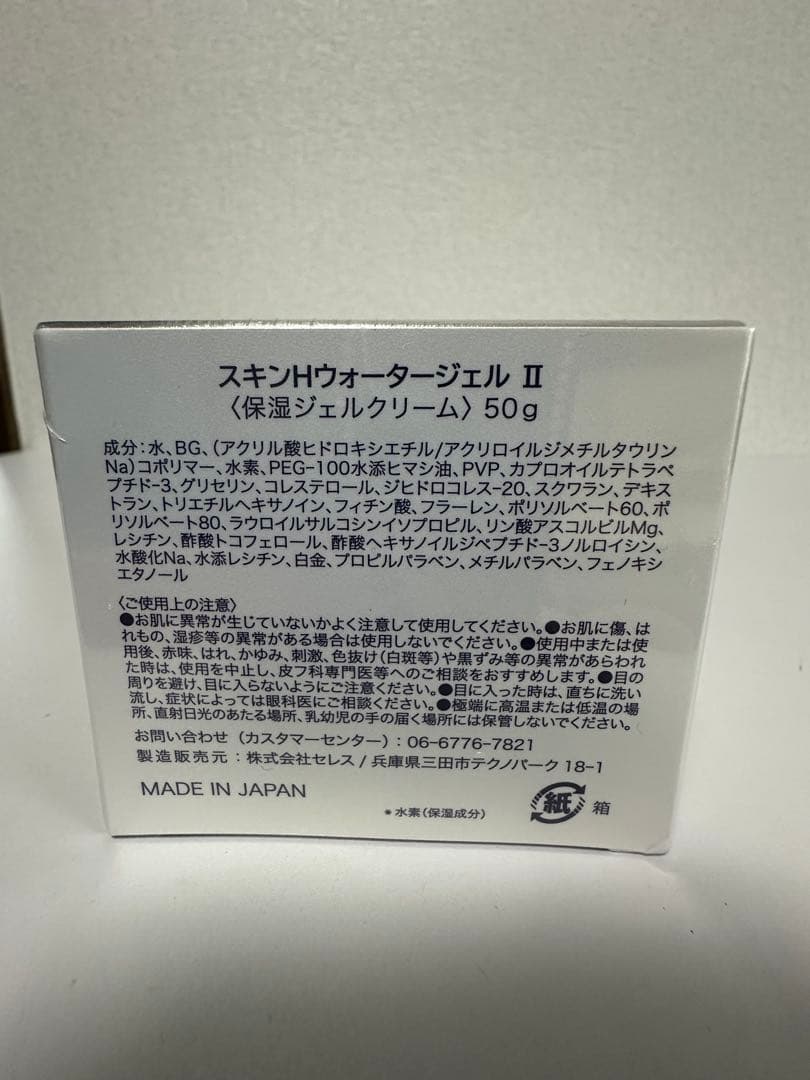 スキンHウォータージェル Ⅱ
〈保湿ジェルクリーム〉50g
成分：水、BG、(アクリル酸ヒドロキシエチル/アクリロイルジメチルタウリン
Na)コポリマー、水素、PEG-100水添ヒマシ油、PVP、カプロオイルテトラペ
プチド-3、グリセリン、コレステロール、ジヒドロコレス-20、スクワラン、デキス
トラン、トリエチルヘキサノイン、フィチン酸、フラーレン、ポリソルベート60、ポ
リソルベート80、ラウロイルサルコシンイソプロピル、リン酸アスコルビルMg、
レシチン、酢酸トコフェロール、酢酸ヘキサノイルジペプチド-3ノルロイシン、
水酸化Na、水添レシチン、白金、プロピルパラベン、メチルパラベン、フェノキシ
エタノール
〈ご使用上の注意〉
●お肌に異常が生じていないかよく注意して使用してください。●お肌に傷、は
れもの、湿疹等の異常がある場合は使用しないでください。●使用中または使
用後、赤味、はれ、かゆみ、刺激、色抜け(白斑等)や黒ずみ等の異常があらわれ
た時は、使用を中止し、皮フ科専門医等へのご相談をおすすめします。●目の
周りを避け、目に入らないようにご注意ください。●目に入った時は、直ちに洗い
流し、症状によっては眼科医にご相談ください。●極端に高温または低温の場
所、直射日光のあたる場所、乳幼児の手の届く場所には保管しないでください。
お問い合わせ（カスタマーセンター）：06-6776-7821
製造販売元：株式会社セレス/兵庫県三田市テクノパーク18-1
MADE IN JAPAN
＊水素(保湿成分)
紙 箱